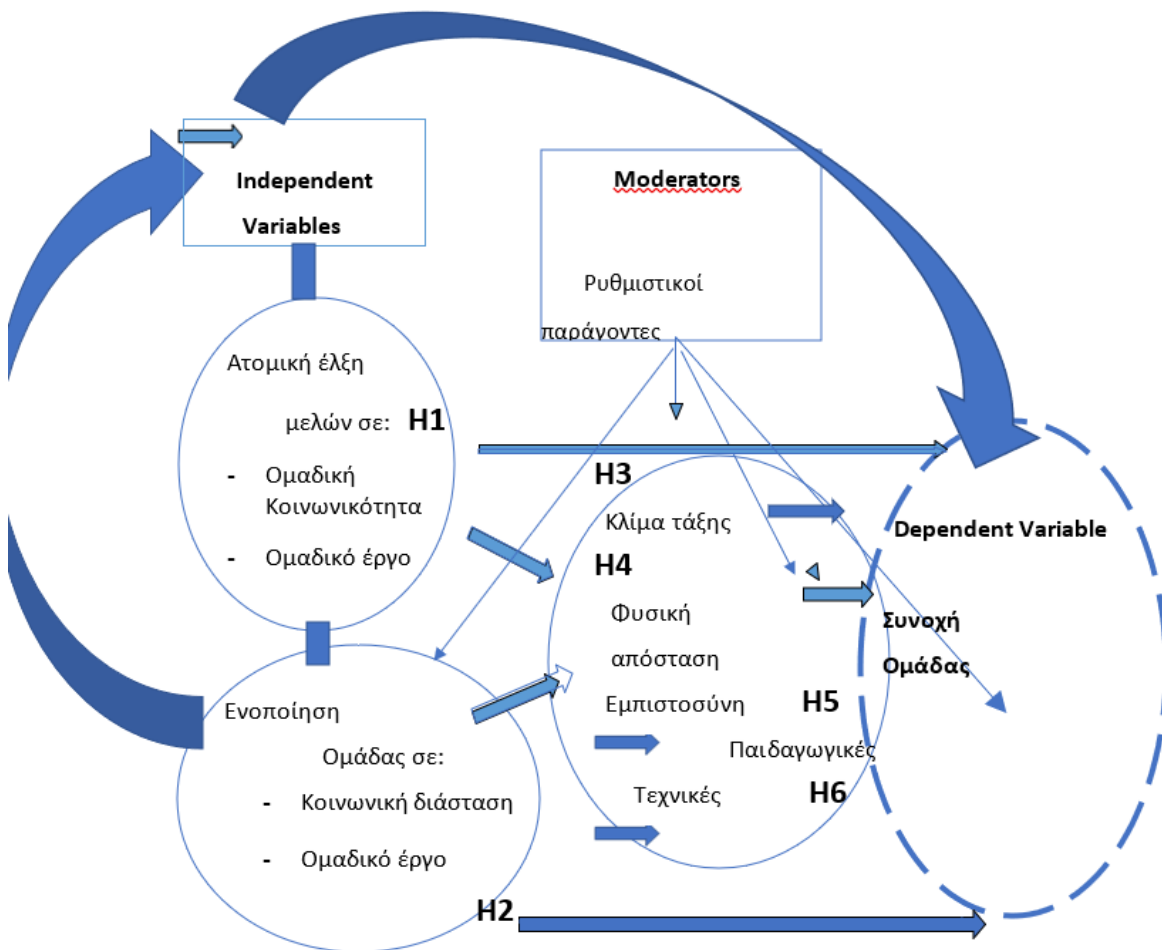 Independent
Variables
Moderators
Ρυθμιστικοί
παράγοντες
Ατομική έλξη
μελών σε: H1
- Ομαδική
Κοινωνικότητα
- Ομαδικό έργο
H3
Κλίμα τάξης
H4
Φυσική
απόσταση
Εμπιστοσύνη H5
Παιδαγωγικές
Τεχνικές H6
Dependent Variable
Συνοχή
Ομάδας
Ενοποίηση
Ομάδας σε:
- Κοινωνική διάσταση
- Ομαδικό έργο
H2